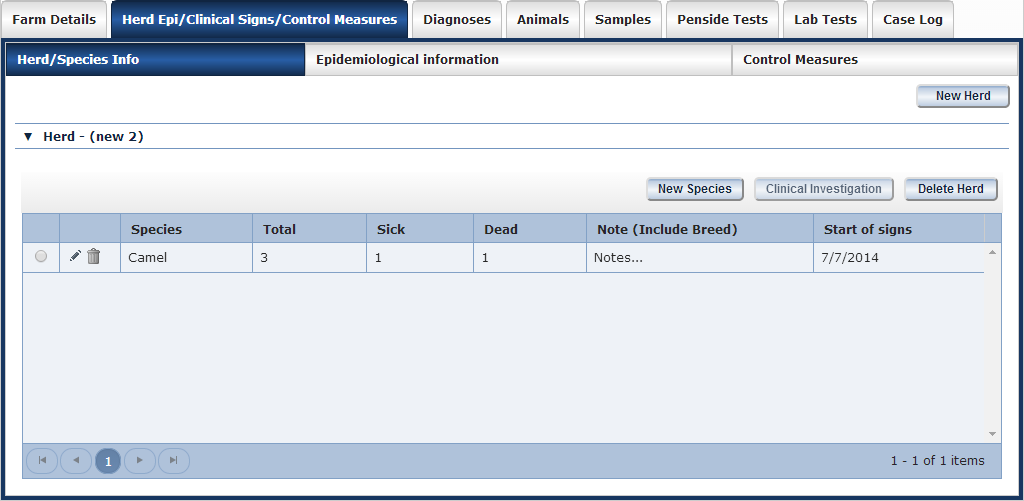 Farm Details Herd Epi/Clinical Signs/Control Measures Diagnoses Animals Samples Penside Tests Lab Tests Case Log
Herd/Species Info Epidemiological information Control Measures
New Herd
▼ Herd - (new 2)
New Species Clinical Investigation Delete Herd
Species Total Sick Dead Note (Include Breed) Start of signs
Camel 3 1 1 Notes... 7/7/2014
1 1 - 1 of 1 items